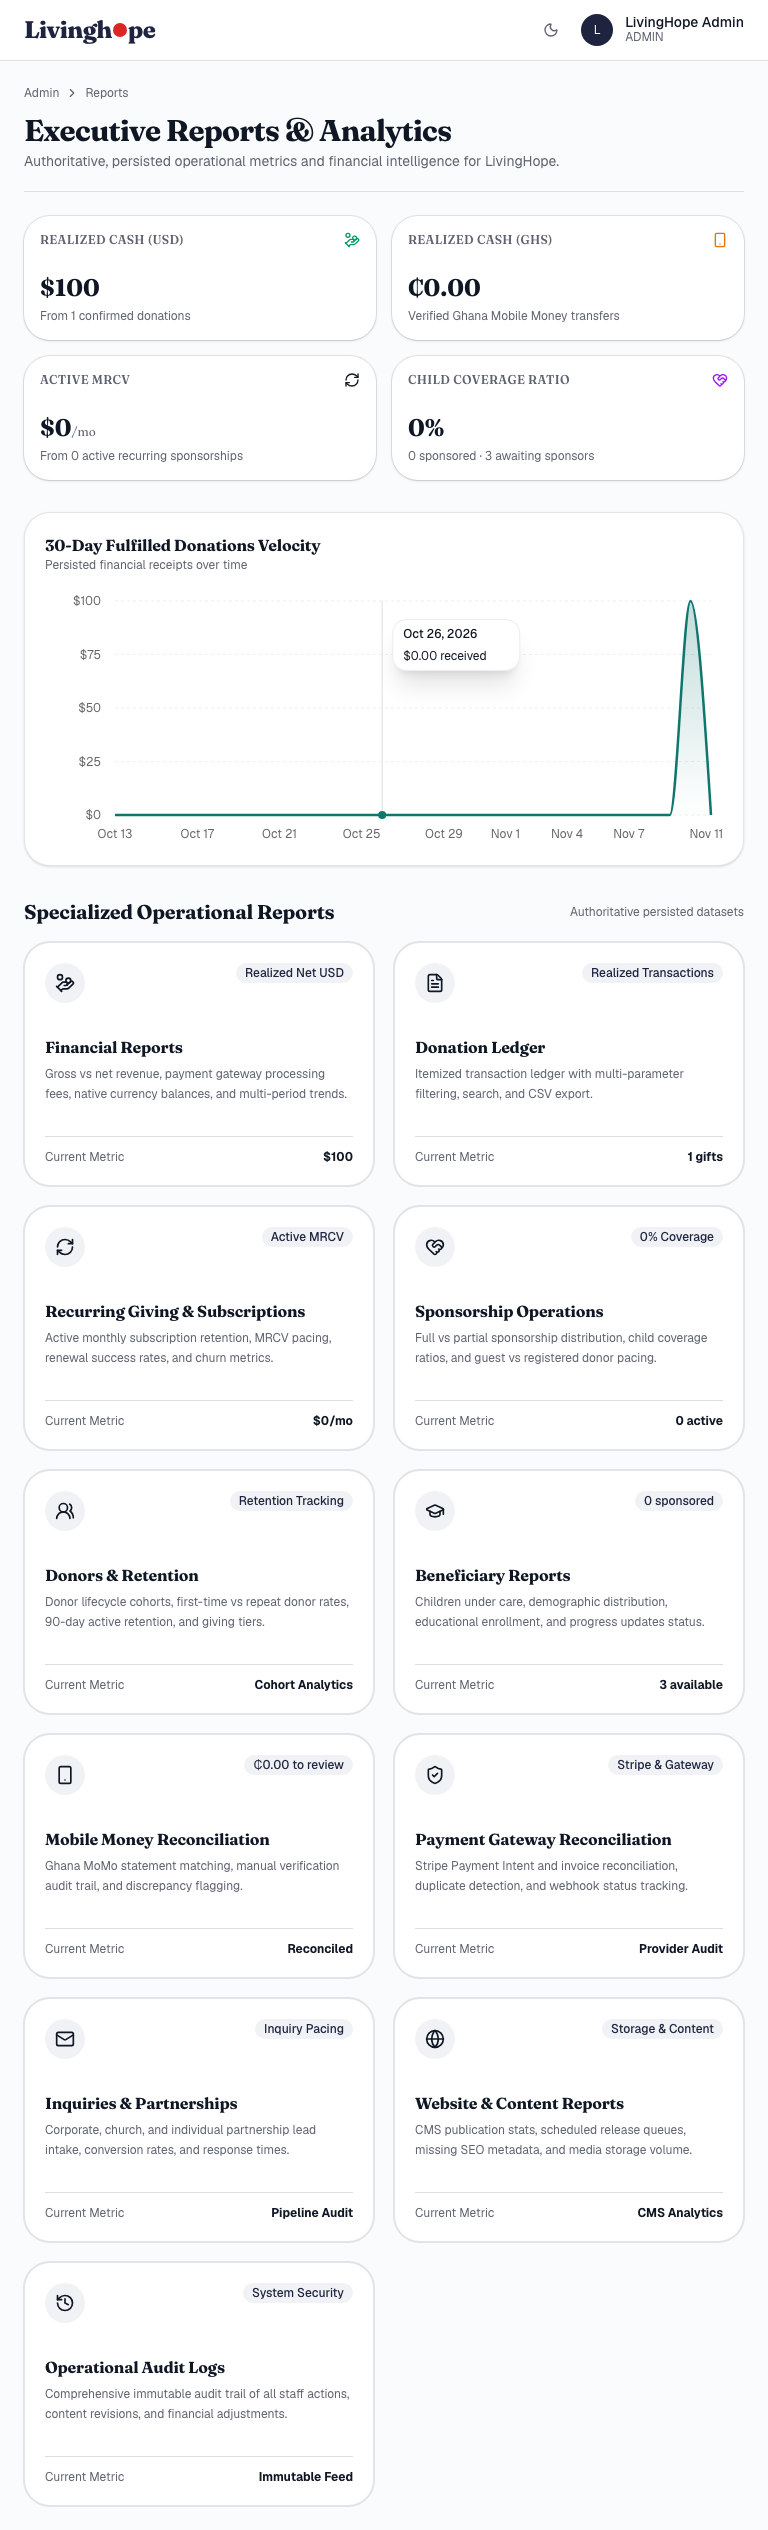 Livinghope
L
LivingHope Admin
ADMIN
Admin
Reports
Executive Reports & Analytics
Authoritative, persisted operational metrics and financial intelligence for LivingHope.
REALIZED CASH (USD)
$100
From 1 confirmed donations
REALIZED CASH (GHS)
₵0.00
Verified Ghana Mobile Money transfers
ACTIVE MRCV
$0/mo
From 0 active recurring sponsorships
CHILD COVERAGE RATIO
0%
0 sponsored · 3 awaiting sponsors
30-Day Fulfilled Donations Velocity
Persisted financial receipts over time
$100
$75
$50
$25
$0
Oct 26, 2026
$0.00 received
Oct 13
Oct 17
Oct 21
Oct 25
Oct 29
Nov 1
Nov 4
Nov 7
Nov 11
Specialized Operational Reports
Authoritative persisted datasets
Realized Net USD
Financial Reports
Gross vs net revenue, payment gateway processing
fees, native currency balances, and multi-period trends.
Current Metric
$100
Realized Transactions
Donation Ledger
Itemized transaction ledger with multi-parameter
filtering, search, and CSV export.
Current Metric
1 gifts
Active MRCV
Recurring Giving & Subscriptions
Active monthly subscription retention, MRCV pacing,
renewal success rates, and churn metrics.
Current Metric
$0/mo
0% Coverage
Sponsorship Operations
Full vs partial sponsorship distribution, child coverage
ratios, and guest vs registered donor pacing.
Current Metric
0 active
Retention Tracking
Donors & Retention
Donor lifecycle cohorts, first-time vs repeat donor rates,
90-day active retention, and giving tiers.
Current Metric
Cohort Analytics
0 sponsored
Beneficiary Reports
Children under care, demographic distribution,
educational enrollment, and progress updates status.
Current Metric
3 available
₵0.00 to review
Mobile Money Reconciliation
Ghana MoMo statement matching, manual verification
audit trail, and discrepancy flagging.
Current Metric
Reconciled
Stripe & Gateway
Payment Gateway Reconciliation
Stripe Payment Intent and invoice reconciliation,
duplicate detection, and webhook status tracking.
Current Metric
Provider Audit
Inquiry Pacing
Inquiries & Partnerships
Corporate, church, and individual partnership lead
intake, conversion rates, and response times.
Current Metric
Pipeline Audit
Storage & Content
Website & Content Reports
CMS publication stats, scheduled release queues,
missing SEO metadata, and media storage volume.
Current Metric
CMS Analytics
System Security
Operational Audit Logs
Comprehensive immutable audit trail of all staff actions,
content revisions, and financial adjustments.
Current Metric
Immutable Feed